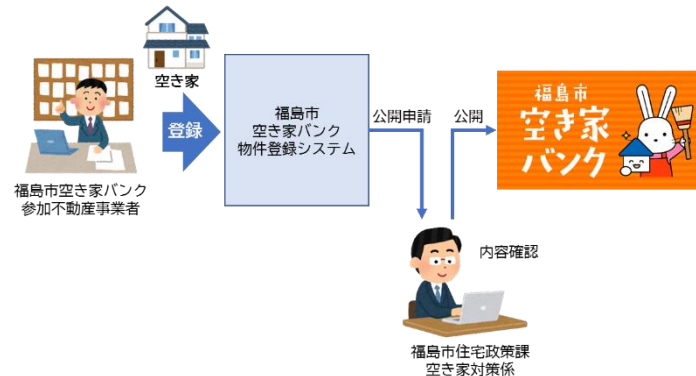 空き家
登録
福島市空き家バンク
参加不動産事業者
福島市
空き家バンク
物件登録システム
公開申請
公開
福島市
空き家
バンク
内容確認
福島市住宅政策課
空き家対策係